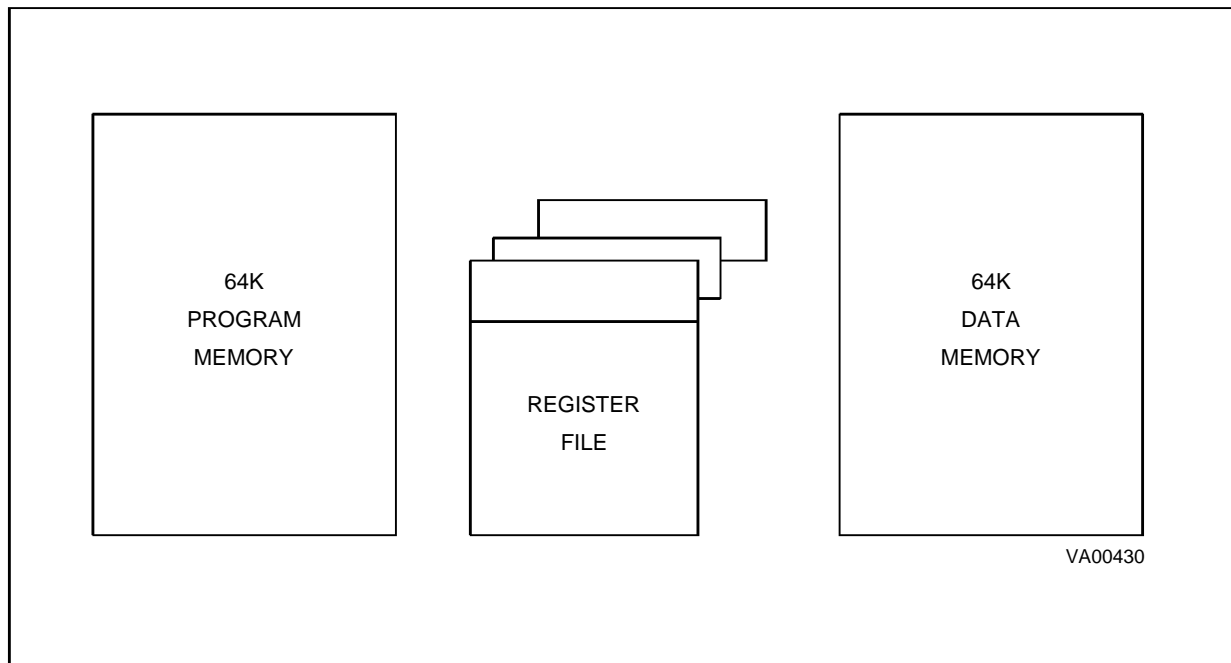 64K
PROGRAM
MEMORY
REGISTER
FILE
64K
DATA
MEMORY
VA00430